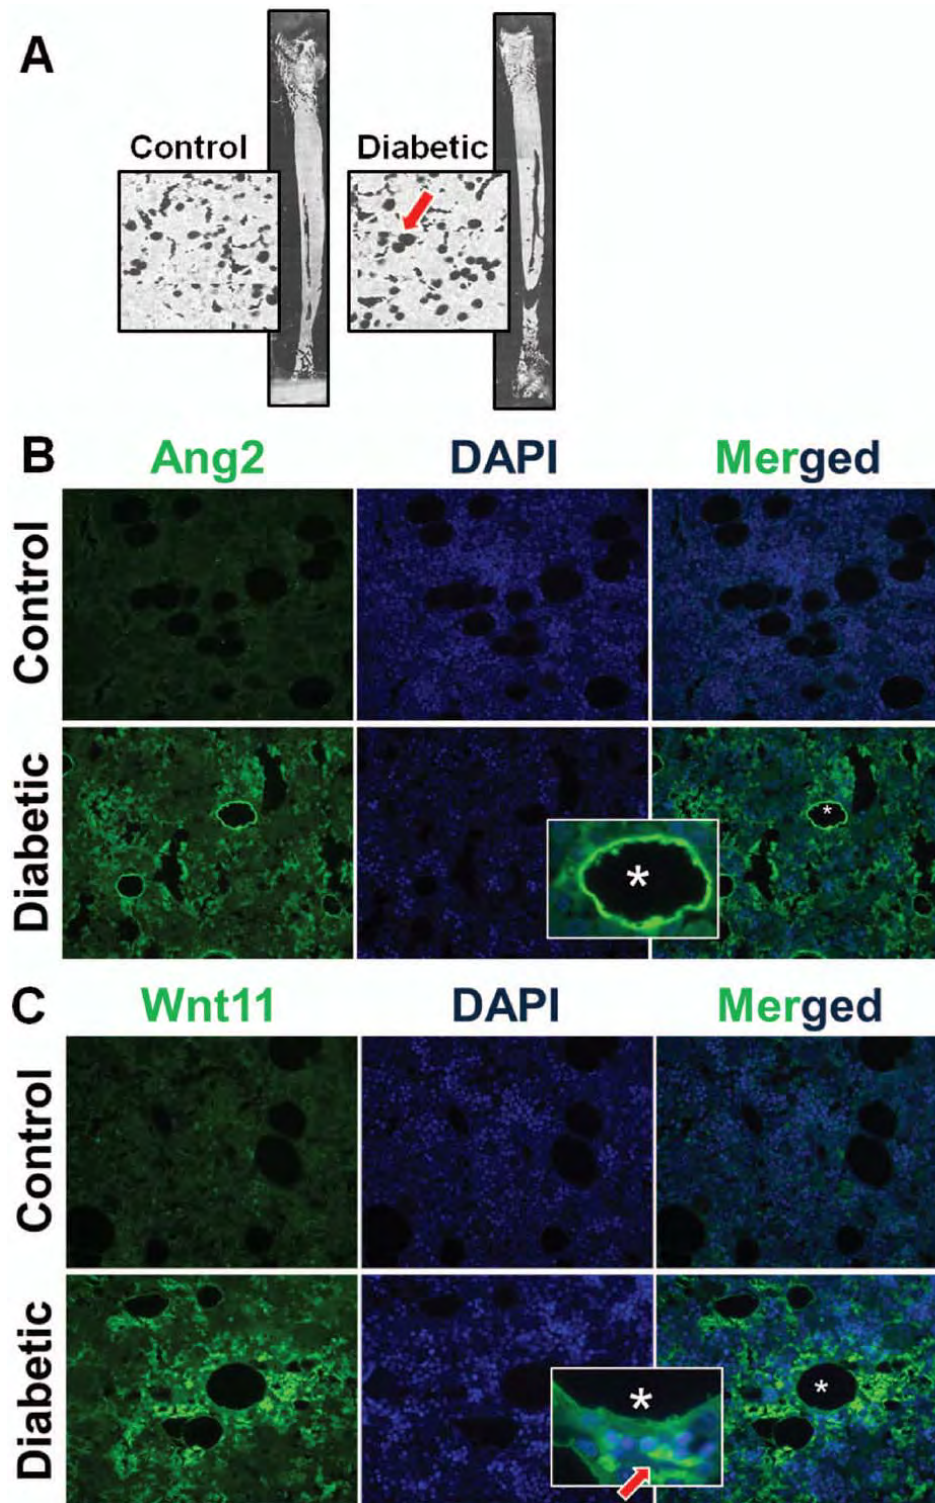 A
Control
Diabetic
B
Ang2
DAPI
Merged
Control
*
Diabetic
*
C
Wnt11
DAPI
Merged
Control
Diabetic
*
*